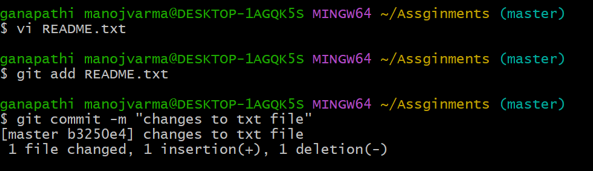 ganapathi manojvarma@DESKTOP-1AGQK5S MINGW64 ~/Assginments (master)
$ vi README.txt
ganapathi manojvarma@DESKTOP-1AGQK5S MINGW64 ~/Assginments (master)
$ git add README.txt
ganapathi manojvarma@DESKTOP-1AGQK5S MINGW64 ~/Assginments (master)
$ git commit -m "changes to txt file"
[master b3250e4] changes to txt file
 1 file changed, 1 insertion(+), 1 deletion(-)